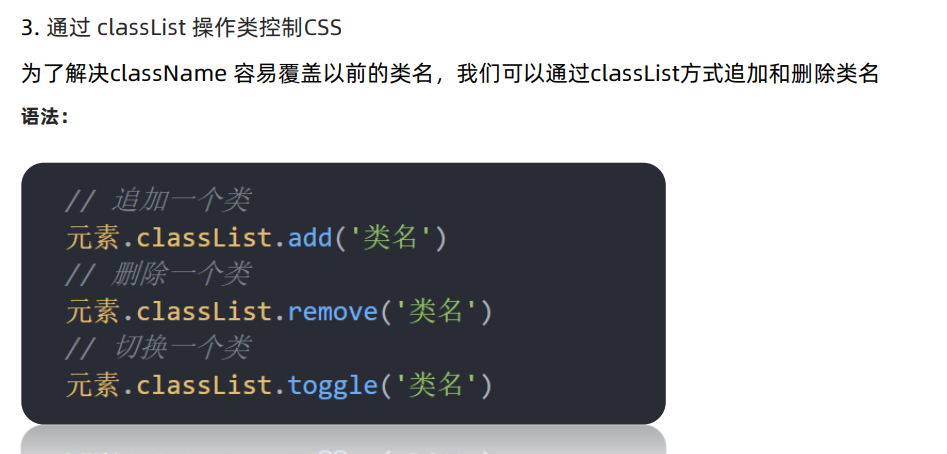 3. 通过 classList 操作类控制CSS
为了解决className 容易覆盖以前的类名，我们可以通过classList方式追加和删除类名
语法：
// 追加一个类
元素.classList.add('类名')
// 删除一个类
元素.classList.remove('类名')
// 切换一个类
元素.classList.toggle('类名')